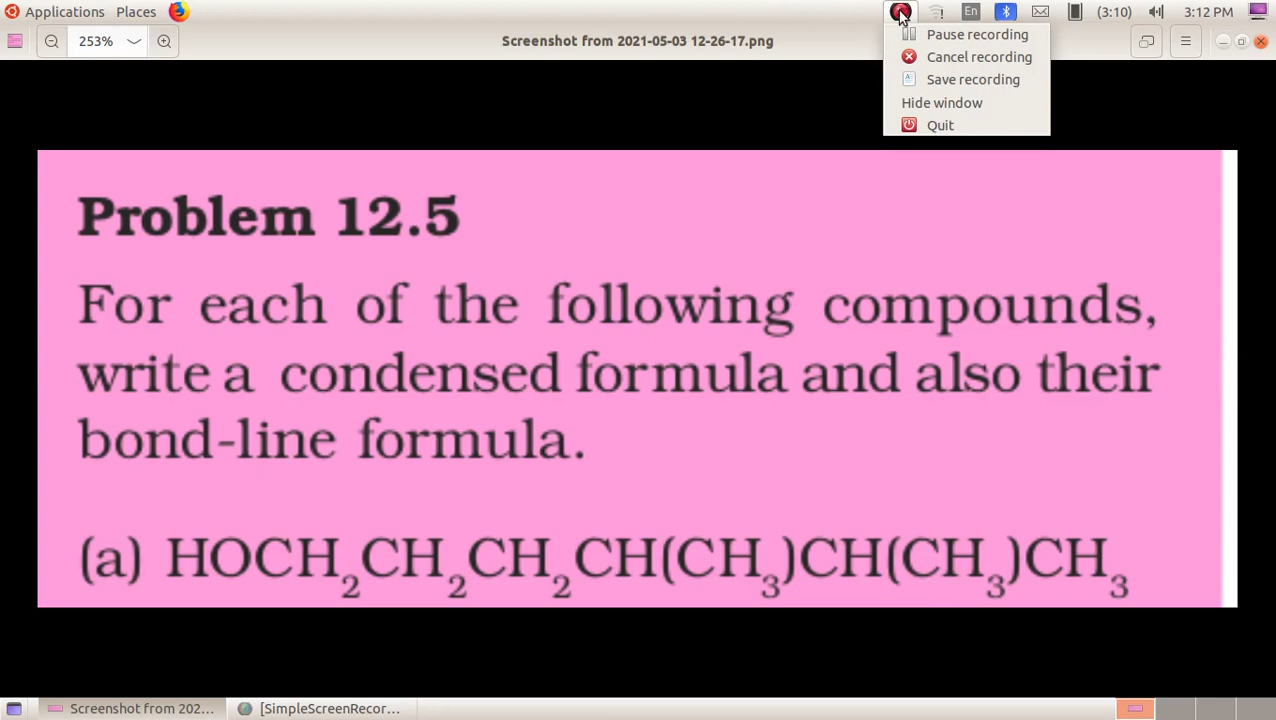 Applications Places En (3:10) 3:12 PM
253% Screenshot from 2021-05-03 12-26-17.png
Pause recording
Cancel recording
Save recording
Hide window
Quit
Problem 12.5
For each of the following compounds,
write a condensed formula and also their
bond-line formula.
(a) HOCH₂CH₂CH₂CH(CH₃)CH(CH₃)CH₃
Screenshot from 202... [SimpleScreenRecor...